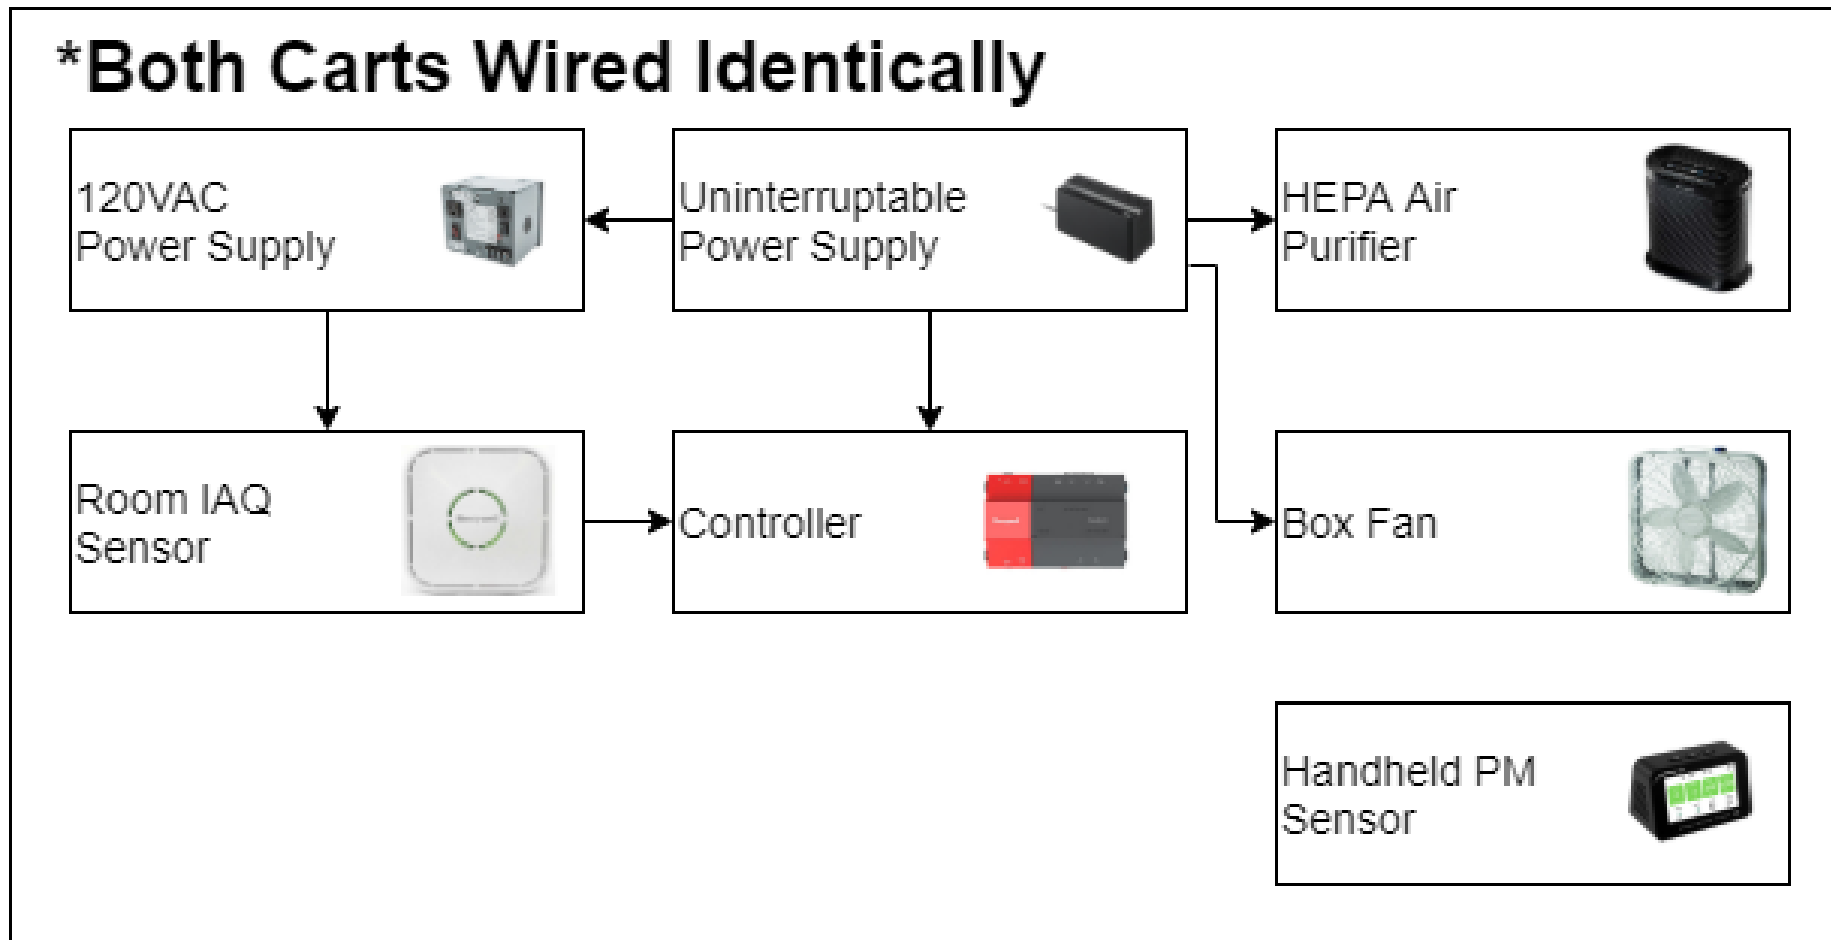 *Both Carts Wired Identically
120VAC
Power Supply
Uninterruptable
Power Supply
HEPA Air
Purifier
Room IAQ
Sensor
Controller
Box Fan
Handheld PM
Sensor